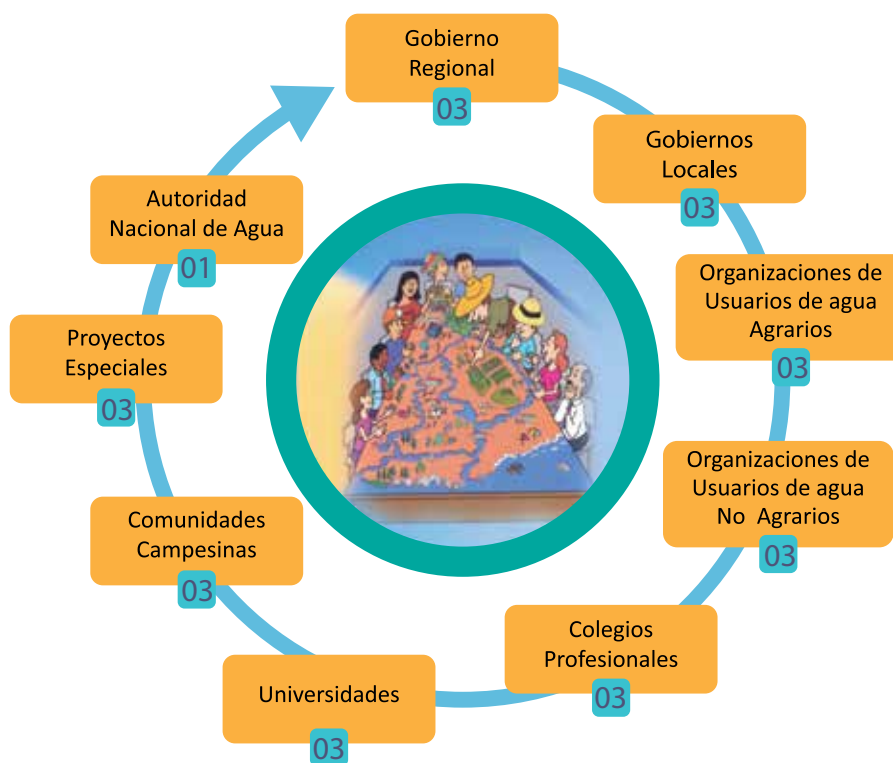 Gobierno
Regional
03
Gobiernos
Locales
03
Organizaciones de
Usuarios de agua
Agrarios
03
Organizaciones de
Usuarios de agua
No Agrarios
03
Colegios
Profesionales
03
Universidades
03
Comunidades
Campesinas
03
Proyectos
Especiales
03
Autoridad
Nacional de Agua
01